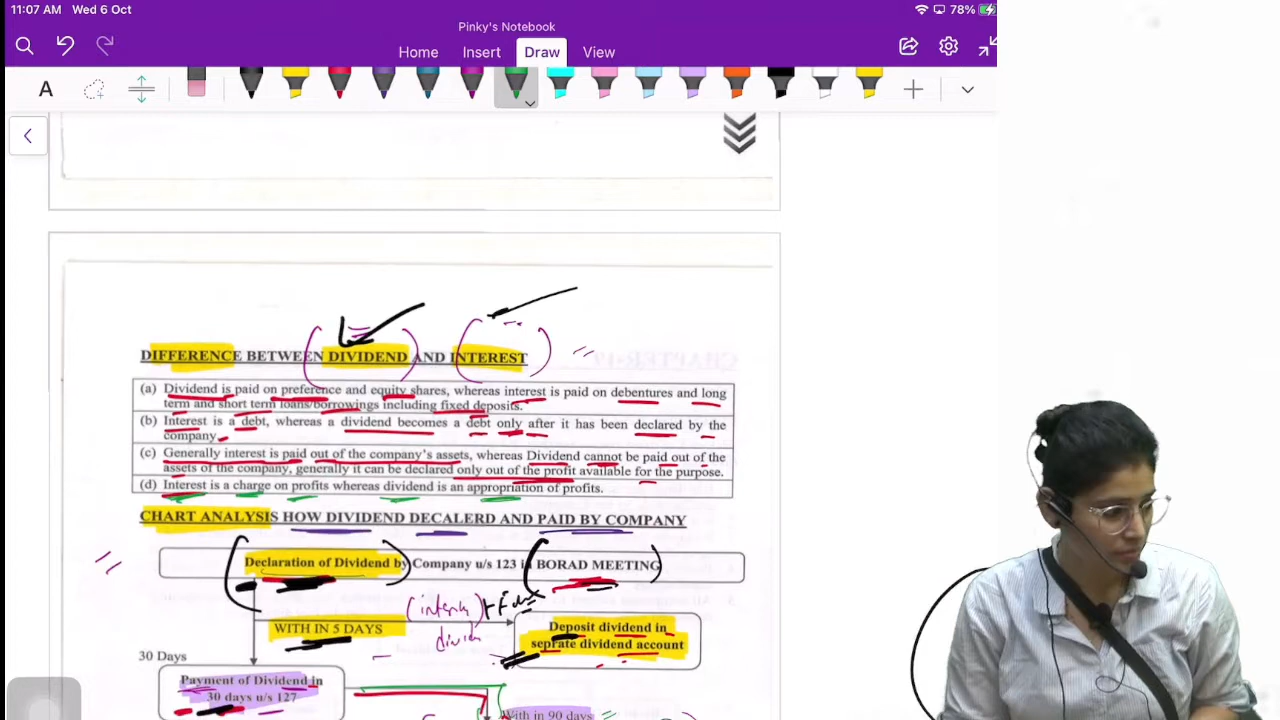 11:07 AM Wed 6 Oct
78%
Pinky's Notebook
Home Insert Draw View
A
DIFFERENCE BETWEEN DIVIDEND AND INTEREST
(a) Dividend is paid on preference and equity shares, whereas interest is paid on debentures and long
term and short term loans/borrowings including fixed deposits.
(b) Interest is a debt, whereas a dividend becomes a debt only after it has been declared by the
company.
(c) Generally interest is paid out of the company's assets, whereas Dividend cannot be paid out of the
assets of the company, generally it can be declared only out of the profit available for the purpose.
(d) Interest is a charge on profits whereas dividend is an appropriation of profits.
CHART ANALYSIS HOW DIVIDEND DECALERD AND PAID BY COMPANY
Declaration of Dividend by Company u/s 123 in BORAD MEETING
WITH IN 5 DAYS
Deposit dividend in
seprate dividend account
30 Days
Payment of Dividend in
30 days u/s 127
With in 90 days